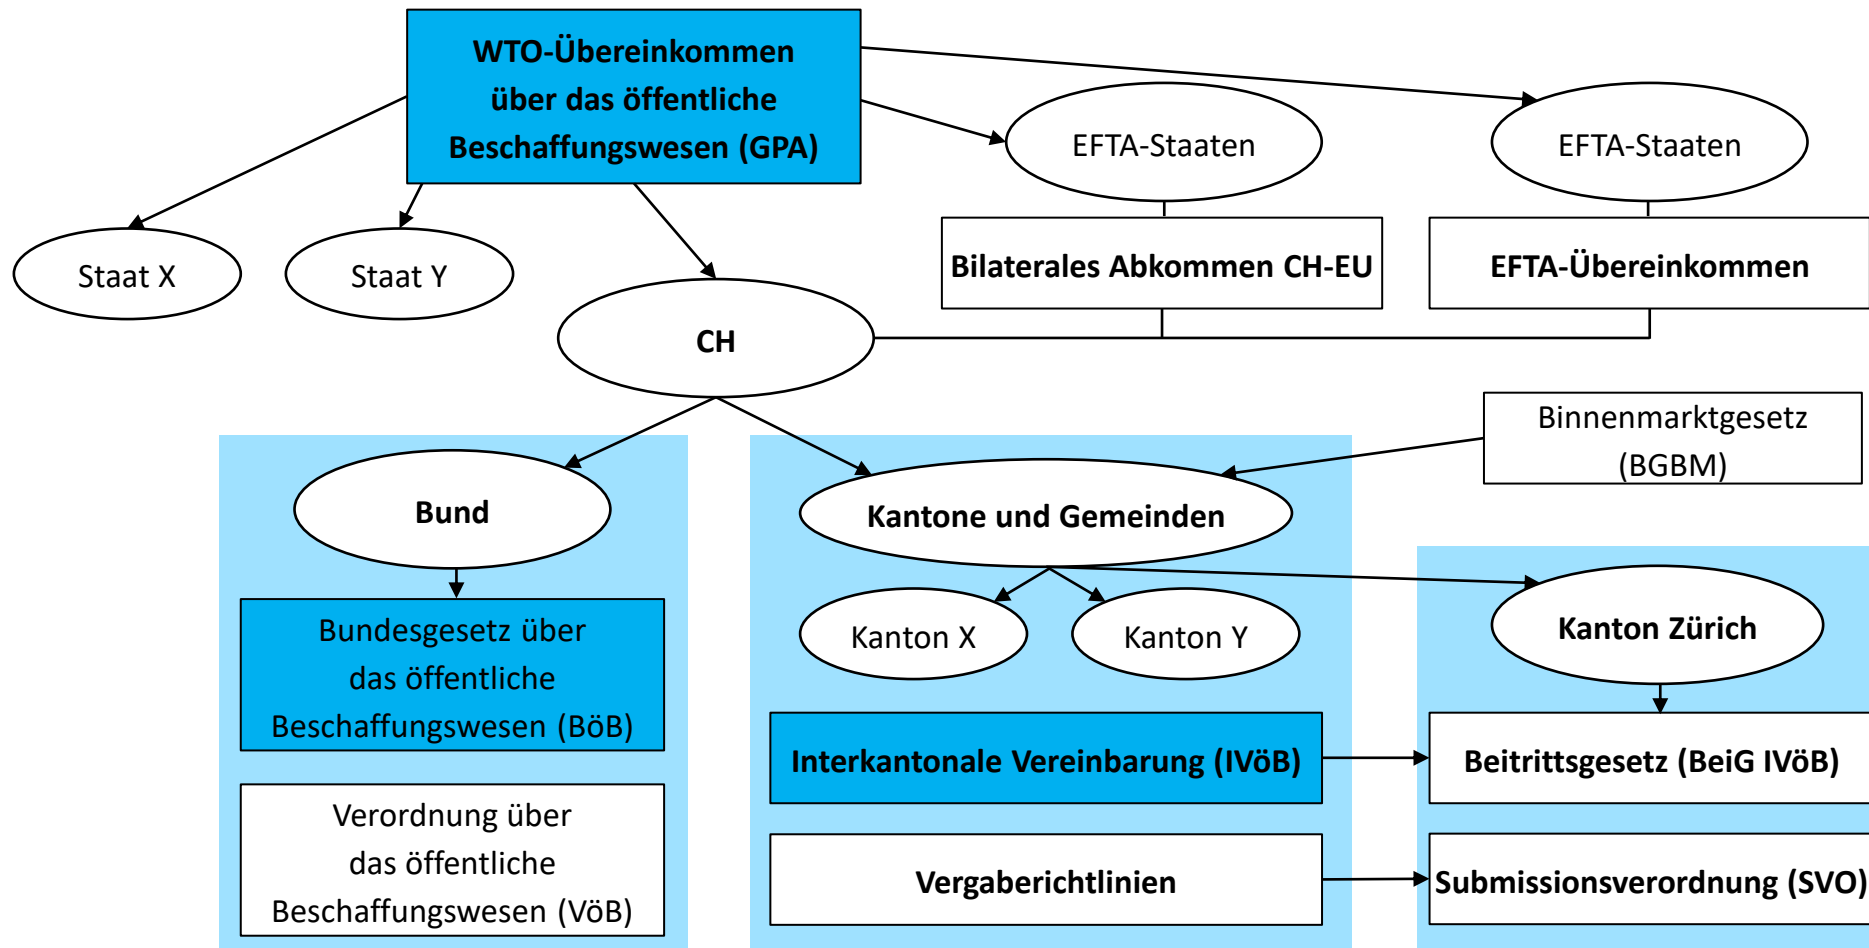 WTO-Übereinkommen
über das öffentliche
Beschaffungswesen (GPA)
EFTA-Staaten
EFTA-Staaten
Staat X
Staat Y
Bilaterales Abkommen CH-EU
EFTA-Übereinkommen
CH
Binnenmarktgesetz
(BGBM)
Bund
Kantone und Gemeinden
Bundesgesetz über
das öffentliche
Beschaffungswesen (BöB)
Kanton X
Kanton Y
Kanton Zürich
Interkantonale Vereinbarung (IVöB)
Beitrittsgesetz (BeiG IVöB)
Verordnung über
das öffentliche
Beschaffungswesen (VöB)
Vergaberichtlinien
Submissionsverordnung (SVO)